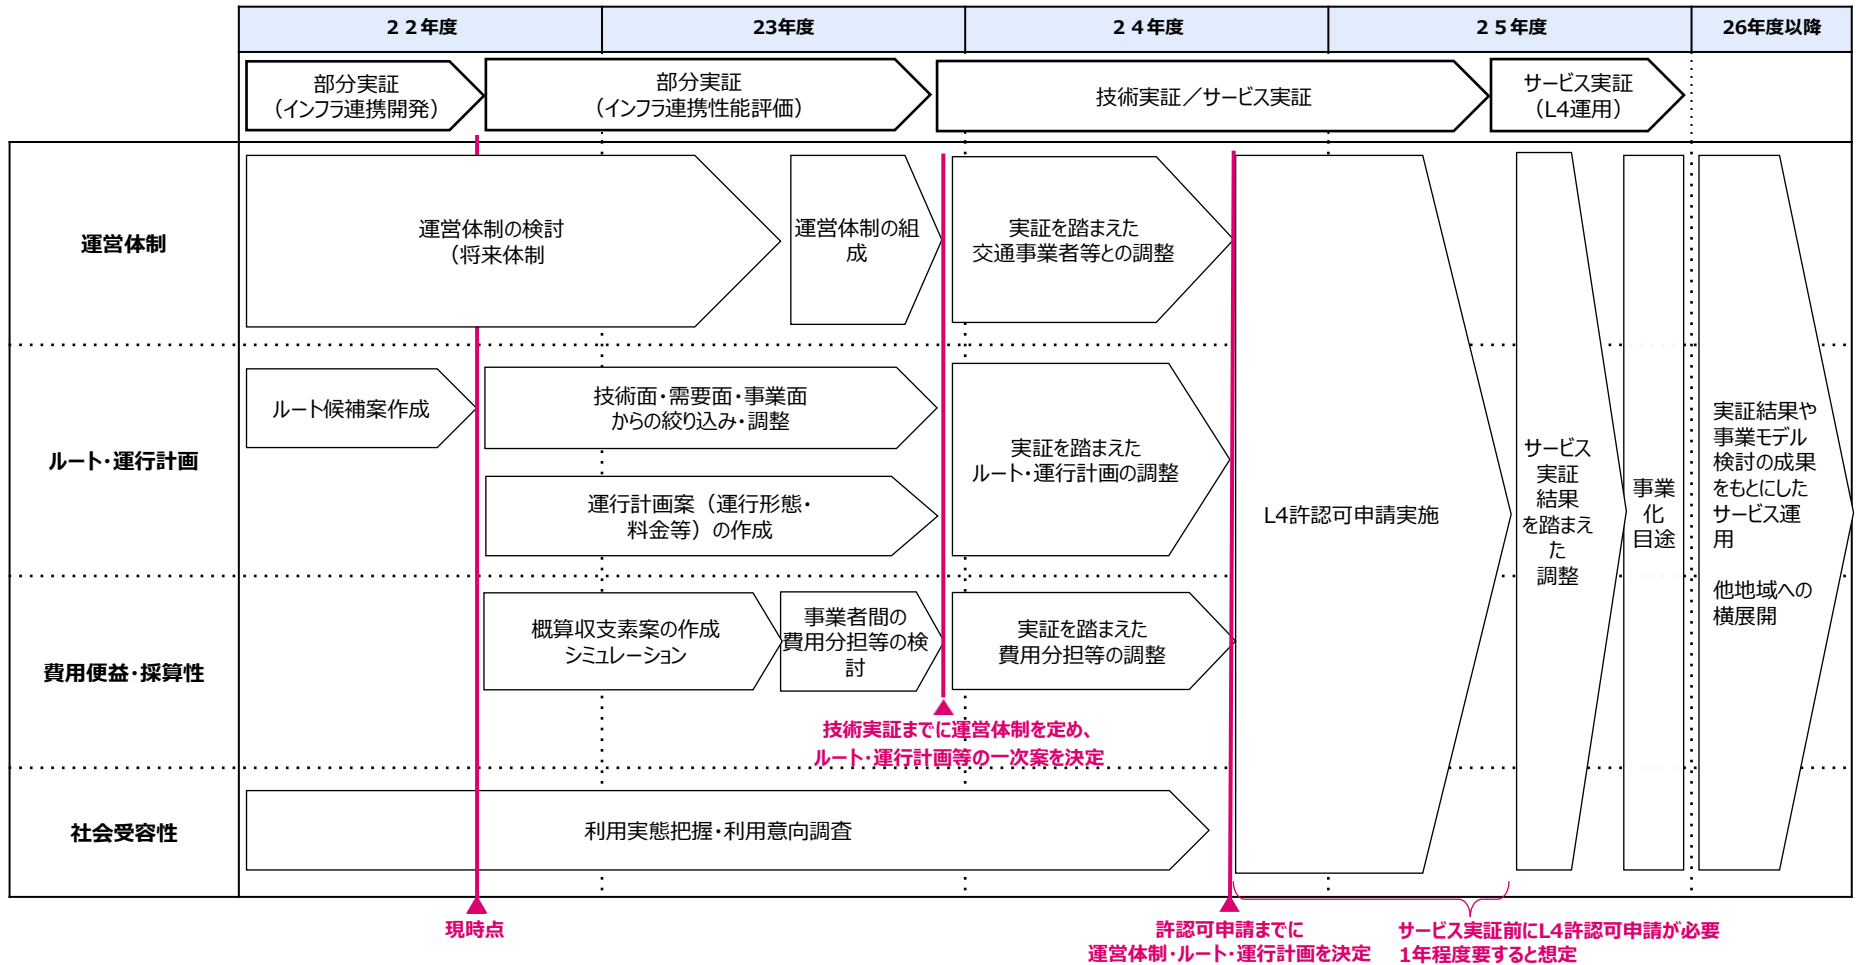 ２２年度
23年度
２４年度
２５年度
26年度以降
部分実証
（インフラ連携開発）
部分実証
（インフラ連携性能評価）
技術実証／サービス実証
サービス実証
（L4運用）
運営体制
運営体制の検討
（将来体制
運営体制の組
成
実証を踏まえた
交通事業者等との調整
ルート・運行計画
ルート候補案作成
技術面・需要面・事業面
からの絞り込み・調整
運行計画案（運行形態・
料金等）の作成
実証を踏まえた
ルート・運行計画の調整
L4許認可申請実施
サービス
実証
結果
を踏まえ
た
調整
事業
化
目途
実証結果や
事業モデル
検討の成果
をもとにした
サービス運
用
他地域への
横展開
費用便益・採算性
概算収支素案の作成
シミュレーション
事業者間の
費用分担等の検
討
実証を踏まえた
費用分担等の調整
技術実証までに運営体制を定め、
ルート・運行計画等の一次案を決定
社会受容性
利用実態把握・利用意向調査
現時点
許認可申請までに
運営体制・ルート・運行計画を決定
サービス実証前にL4許認可申請が必要
1年程度要すると想定